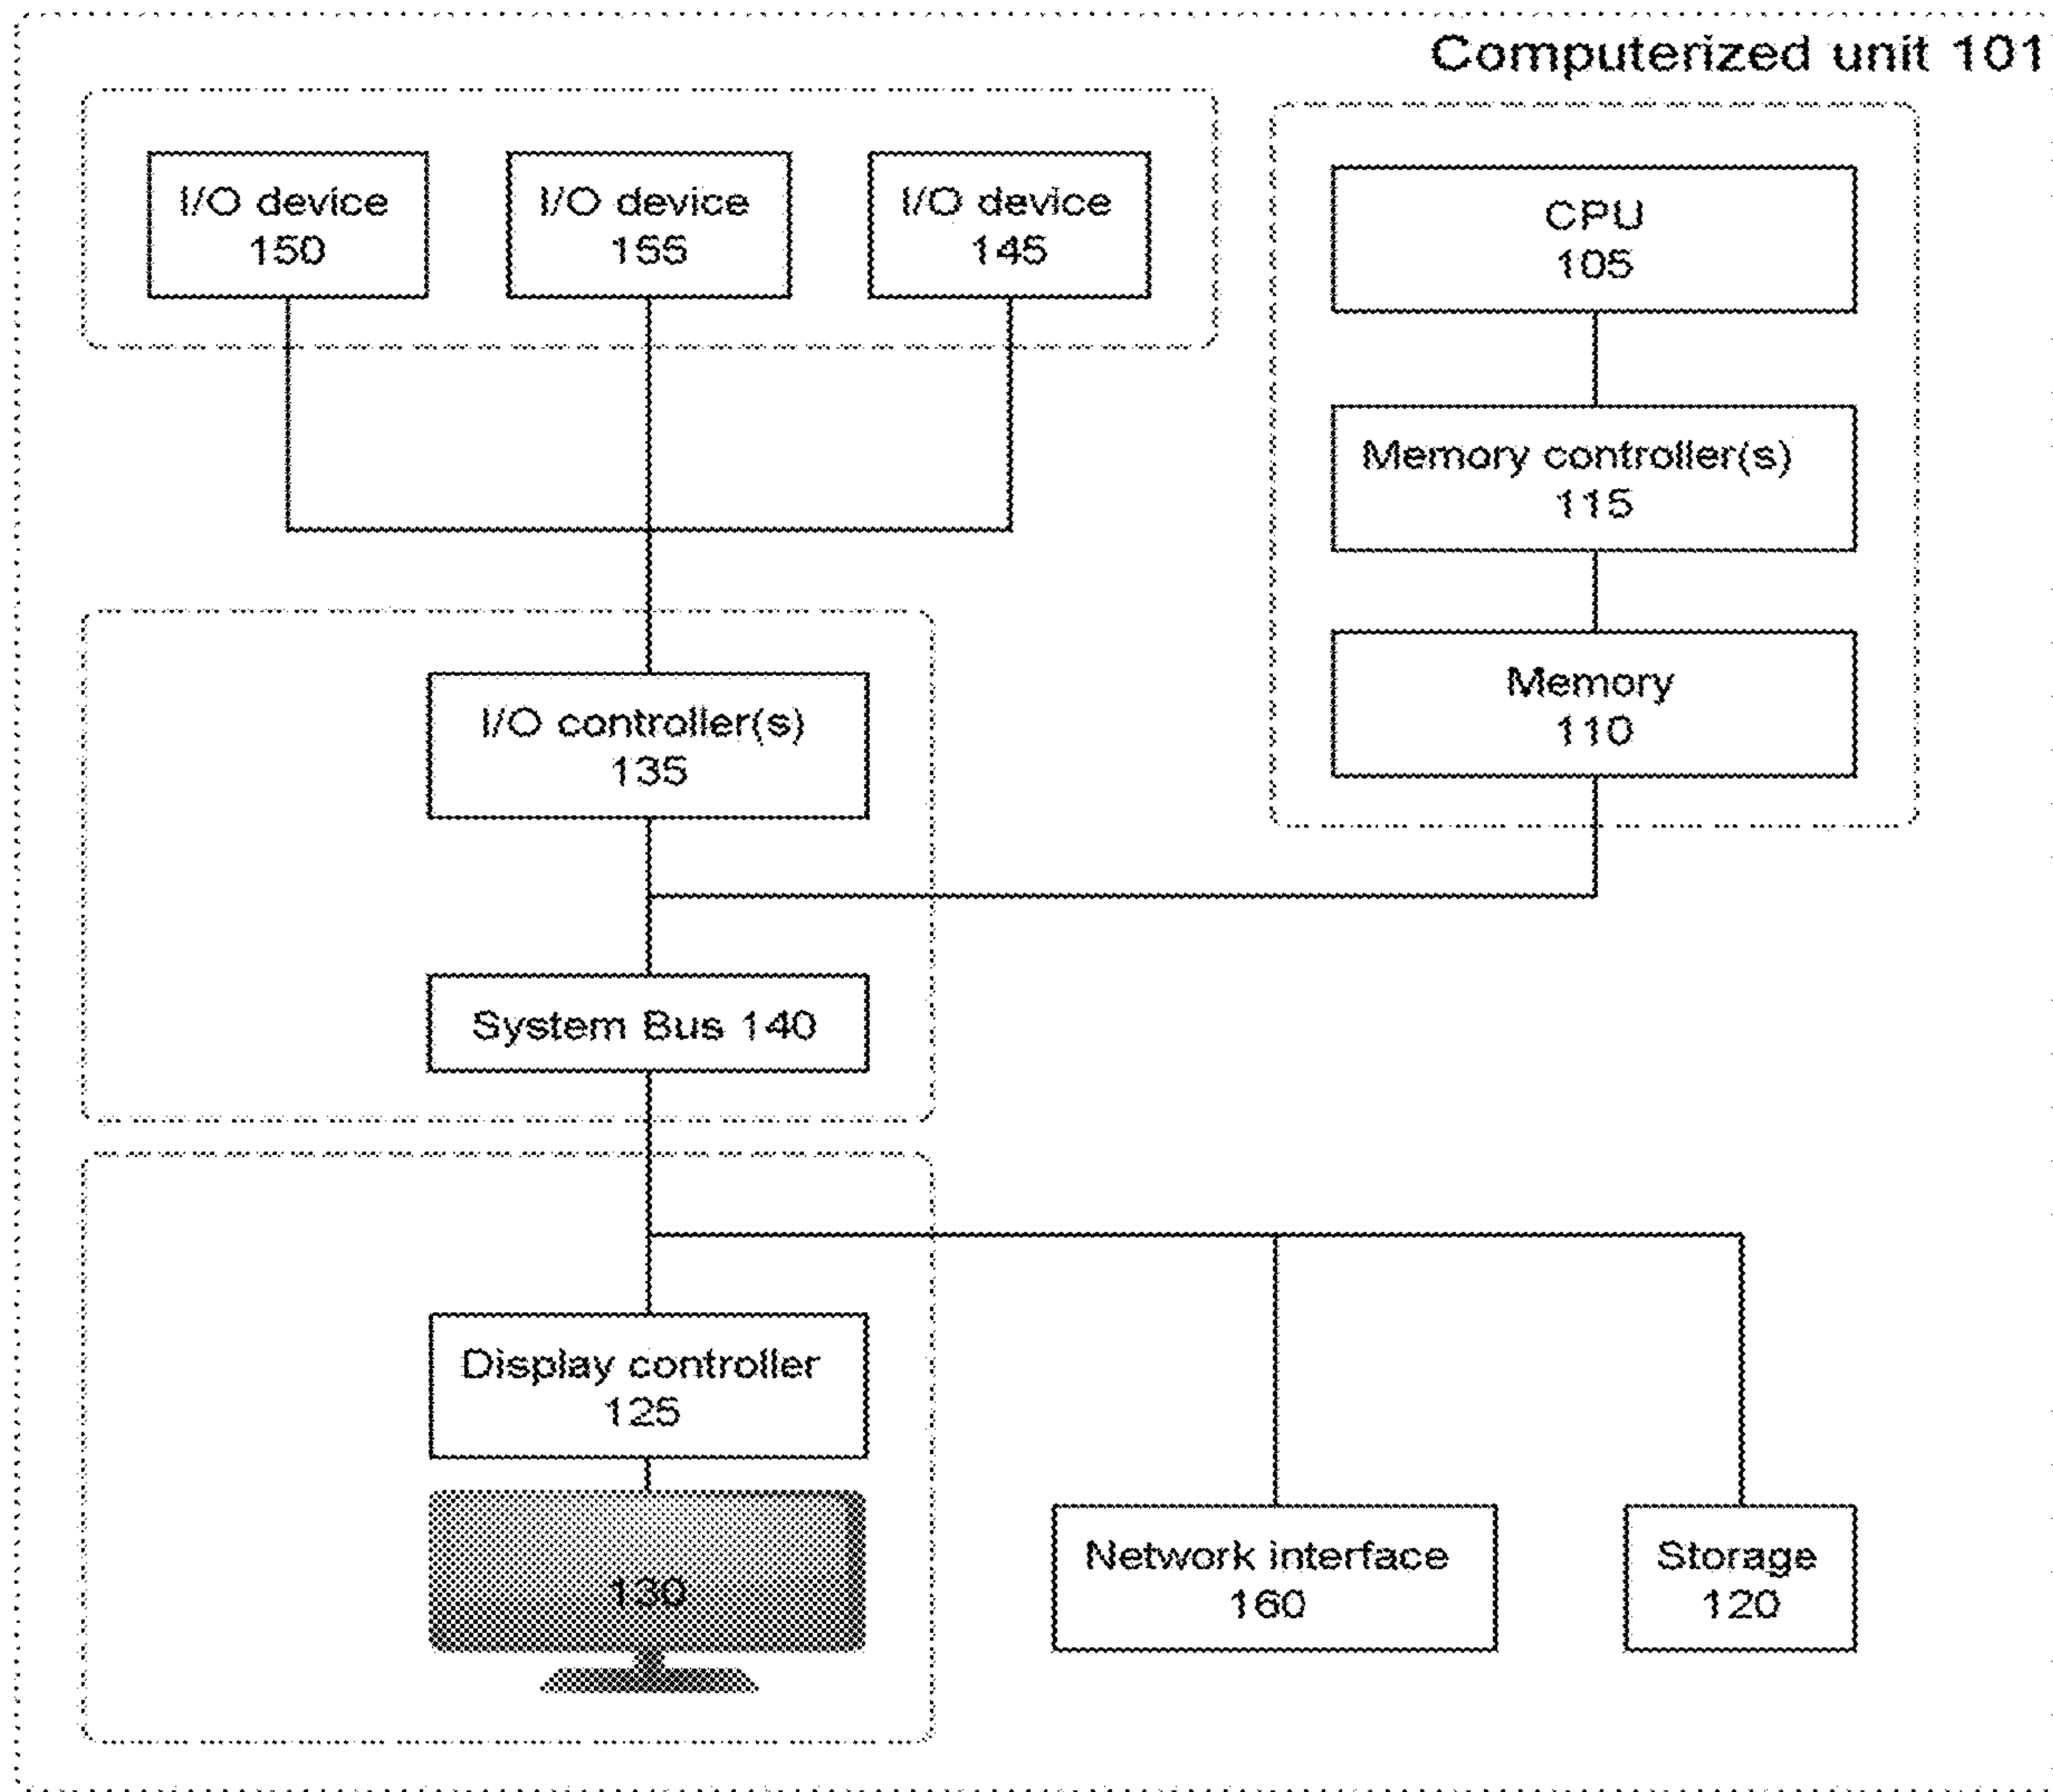 Computerized unit 101
I/O device
150
I/O device
155
I/O device
145
CPU
105
Memory controller(s)
115
Memory
110
I/O controller(s)
135
System Bus 140
Display controller
125
130
Network interface
160
Storage
120